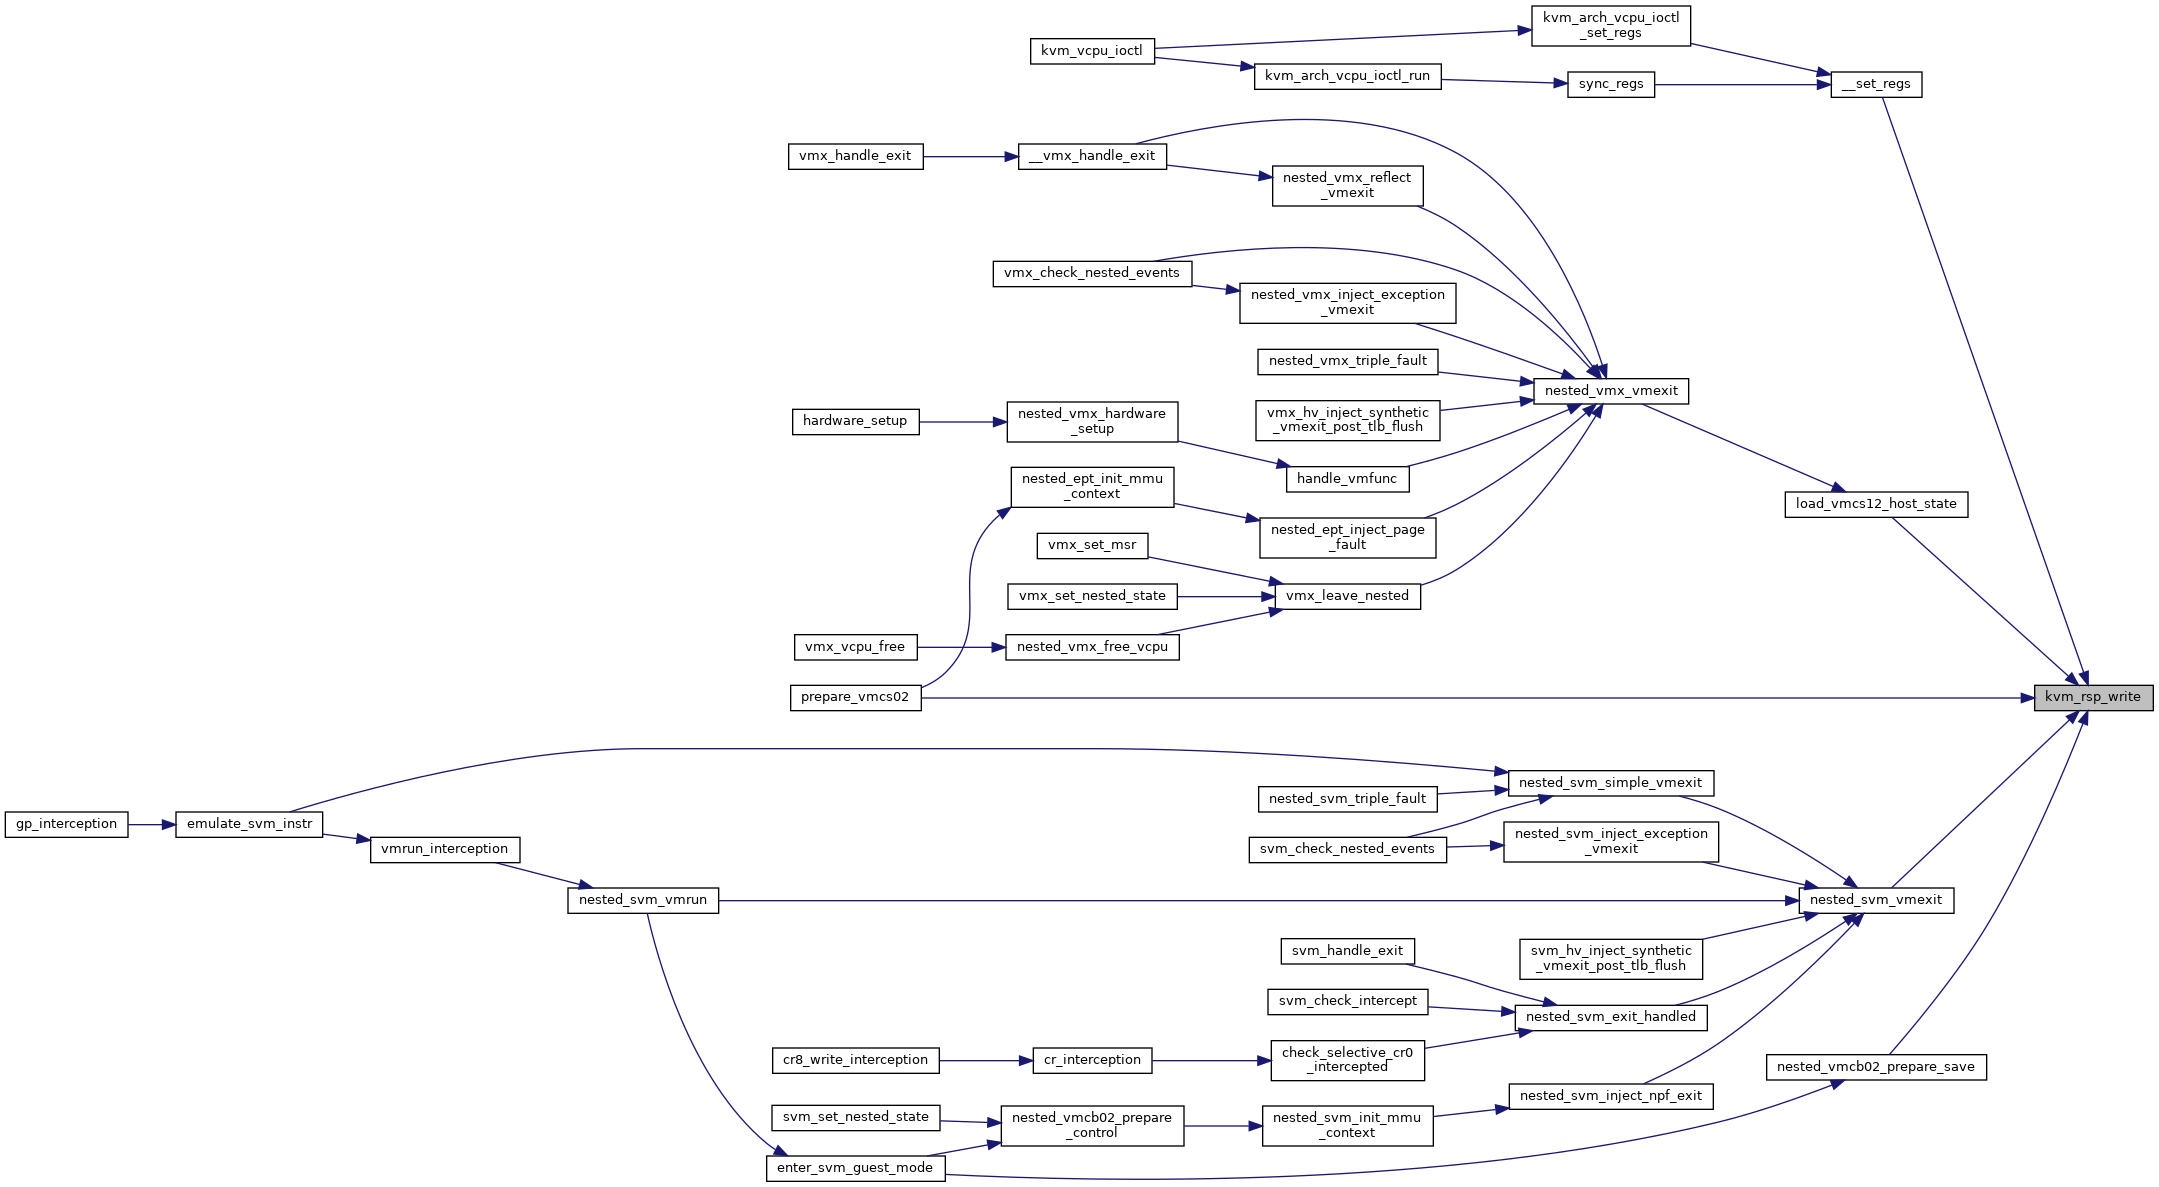 kvm_arch_vcpu_ioctl
_set_regs
kvm_vcpu_ioctl
kvm_arch_vcpu_ioctl_run
sync_regs
__set_regs
vmx_handle_exit
__vmx_handle_exit
nested_vmx_reflect
_vmexit
vmx_check_nested_events
nested_vmx_inject_exception
_vmexit
nested_vmx_triple_fault
nested_vmx_vmexit
vmx_hv_inject_synthetic
_vmexit_post_tlb_flush
hardware_setup
nested_vmx_hardware
_setup
handle_vmfunc
nested_ept_init_mmu
_context
load_vmcs12_host_state
nested_ept_inject_page
_fault
vmx_set_msr
vmx_set_nested_state
vmx_leave_nested
vmx_vcpu_free
nested_vmx_free_vcpu
prepare_vmcs02
kvm_rsp_write
nested_svm_simple_vmexit
nested_svm_triple_fault
gp_interception
emulate_svm_instr
vmrun_interception
svm_check_nested_events
nested_svm_inject_exception
_vmexit
nested_svm_vmrun
nested_svm_vmexit
svm_handle_exit
svm_hv_inject_synthetic
_vmexit_post_tlb_flush
svm_check_intercept
nested_svm_exit_handled
cr8_write_interception
cr_interception
check_selective_cr0
_intercepted
nested_vmcb02_prepare_save
nested_svm_inject_npf_exit
svm_set_nested_state
nested_vmcb02_prepare
_control
nested_svm_init_mmu
_context
enter_svm_guest_mode